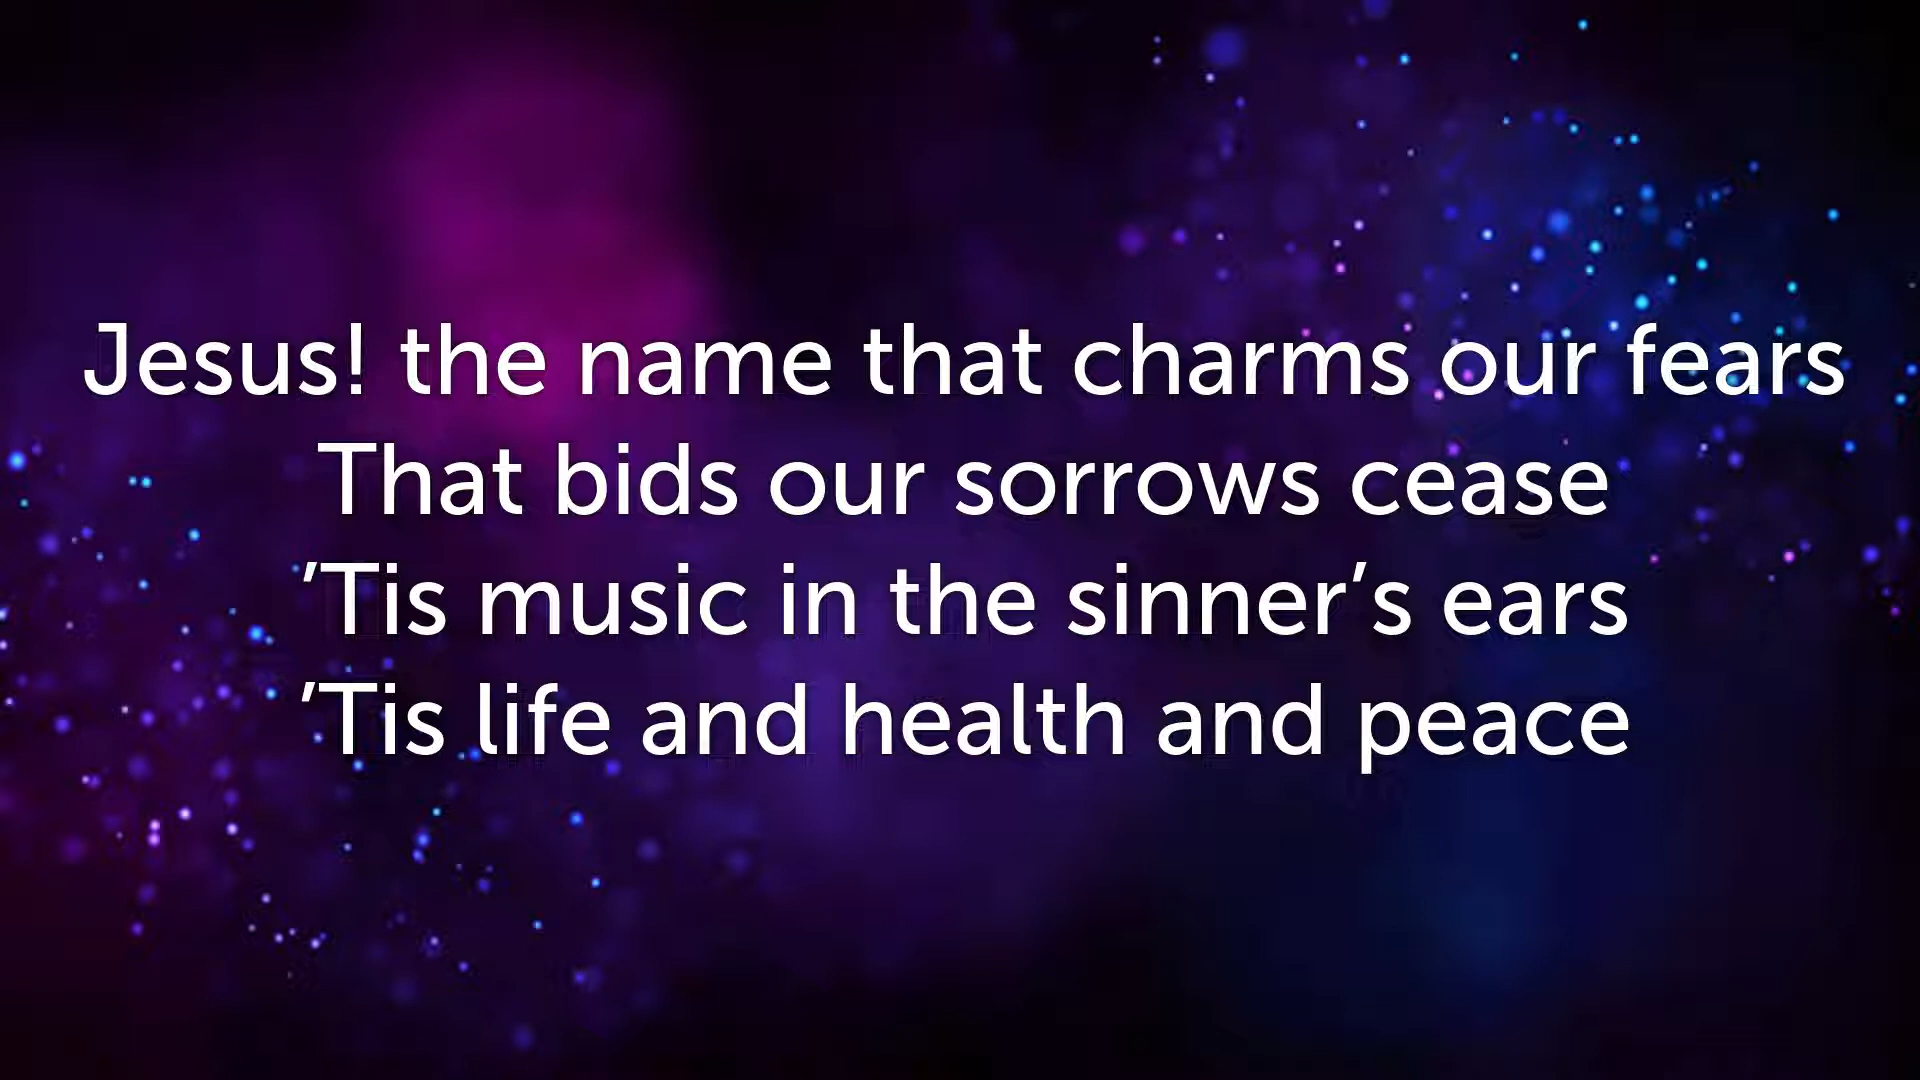 Jesus! the name that charms our fears
That bids our sorrows cease
’Tis music in the sinner’s ears
’Tis life and health and peace